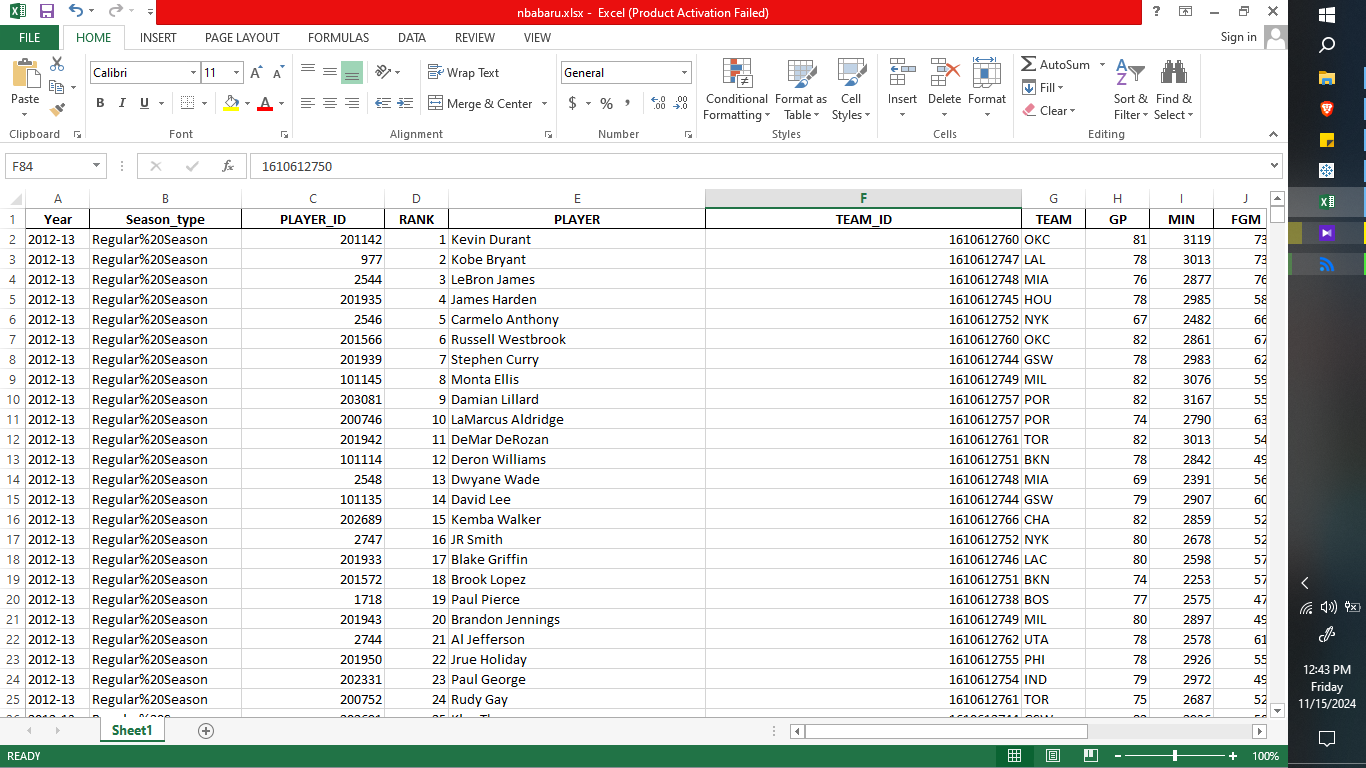 nbabaru.xlsx - Excel (Product Activation Failed)
FILE HOME INSERT PAGE LAYOUT FORMULAS DATA REVIEW VIEW Sign in
Calibri 11 Wrap Text General AutoSum
Paste B I U Merge & Center $ % , Conditional Formatting Format as Table Cell Styles Insert Delete Format Fill Sort & Filter Find & Select
Clear
Clipboard Font Alignment Number Styles Cells Editing
F84 fx 1610612750
A B C D E F G H I J
1 Year Season_type PLAYER_ID RANK PLAYER TEAM_ID TEAM GP MIN FGM
2 2012-13 Regular%20Season 201142 1 Kevin Durant 1610612760 OKC 81 3119 73
3 2012-13 Regular%20Season 977 2 Kobe Bryant 1610612747 LAL 78 3013 73
4 2012-13 Regular%20Season 2544 3 LeBron James 1610612748 MIA 76 2877 76
5 2012-13 Regular%20Season 201935 4 James Harden 1610612745 HOU 78 2985 58
6 2012-13 Regular%20Season 2546 5 Carmelo Anthony 1610612752 NYK 67 2482 66
7 2012-13 Regular%20Season 201566 6 Russell Westbrook 1610612760 OKC 82 2861 67
8 2012-13 Regular%20Season 201939 7 Stephen Curry 1610612744 GSW 78 2983 62
9 2012-13 Regular%20Season 101145 8 Monta Ellis 1610612749 MIL 82 3076 59
10 2012-13 Regular%20Season 203081 9 Damian Lillard 1610612757 POR 82 3167 55
11 2012-13 Regular%20Season 200746 10 LaMarcus Aldridge 1610612757 POR 74 2790 63
12 2012-13 Regular%20Season 201942 11 DeMar DeRozan 1610612761 TOR 82 3013 54
13 2012-13 Regular%20Season 101114 12 Deron Williams 1610612751 BKN 78 2842 49
14 2012-13 Regular%20Season 2548 13 Dwyane Wade 1610612748 MIA 69 2391 56
15 2012-13 Regular%20Season 101135 14 David Lee 1610612744 GSW 79 2907 60
16 2012-13 Regular%20Season 202689 15 Kemba Walker 1610612766 CHA 82 2859 52
17 2012-13 Regular%20Season 2747 16 JR Smith 1610612752 NYK 80 2678 52
18 2012-13 Regular%20Season 201933 17 Blake Griffin 1610612746 LAC 80 2598 57
19 2012-13 Regular%20Season 201572 18 Brook Lopez 1610612751 BKN 74 2253 57
20 2012-13 Regular%20Season 1718 19 Paul Pierce 1610612738 BOS 77 2575 47
21 2012-13 Regular%20Season 201943 20 Brandon Jennings 1610612749 MIL 80 2897 49
22 2012-13 Regular%20Season 2744 21 Al Jefferson 1610612762 UTA 78 2578 61
23 2012-13 Regular%20Season 201950 22 Jrue Holiday 1610612755 PHI 78 2926 55
24 2012-13 Regular%20Season 202331 23 Paul George 1610612754 IND 79 2972 49
25 2012-13 Regular%20Season 200752 24 Rudy Gay 1610612761 TOR 75 2687 52
Sheet1
READY 100%
12:43 PM
Friday
11/15/2024